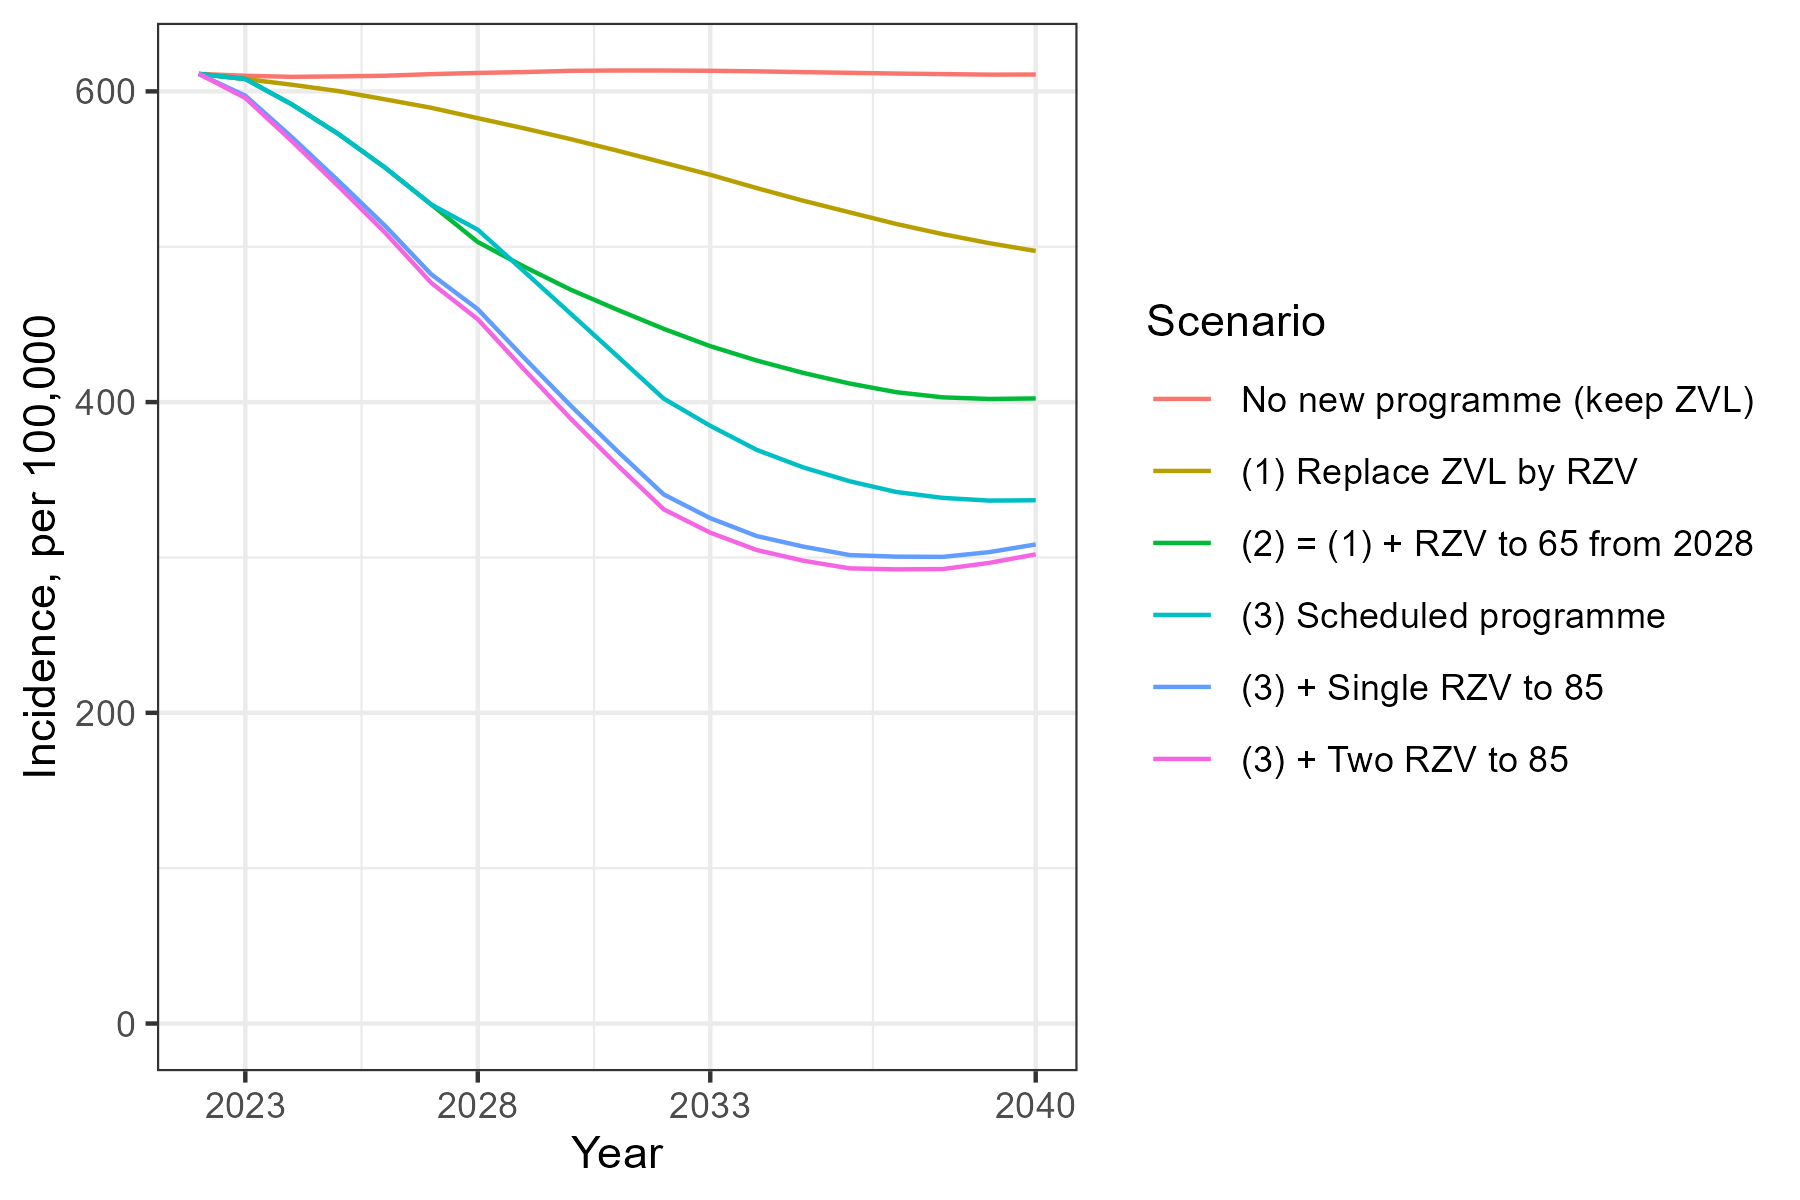 600
400
200
0
Incidence, per 100,000
2023
2028
2033
2040
Year
Scenario
No new programme (keep ZVL)
(1) Replace ZVL by RZV
(2) = (1) + RZV to 65 from 2028
(3) Scheduled programme
(3) + Single RZV to 85
(3) + Two RZV to 85